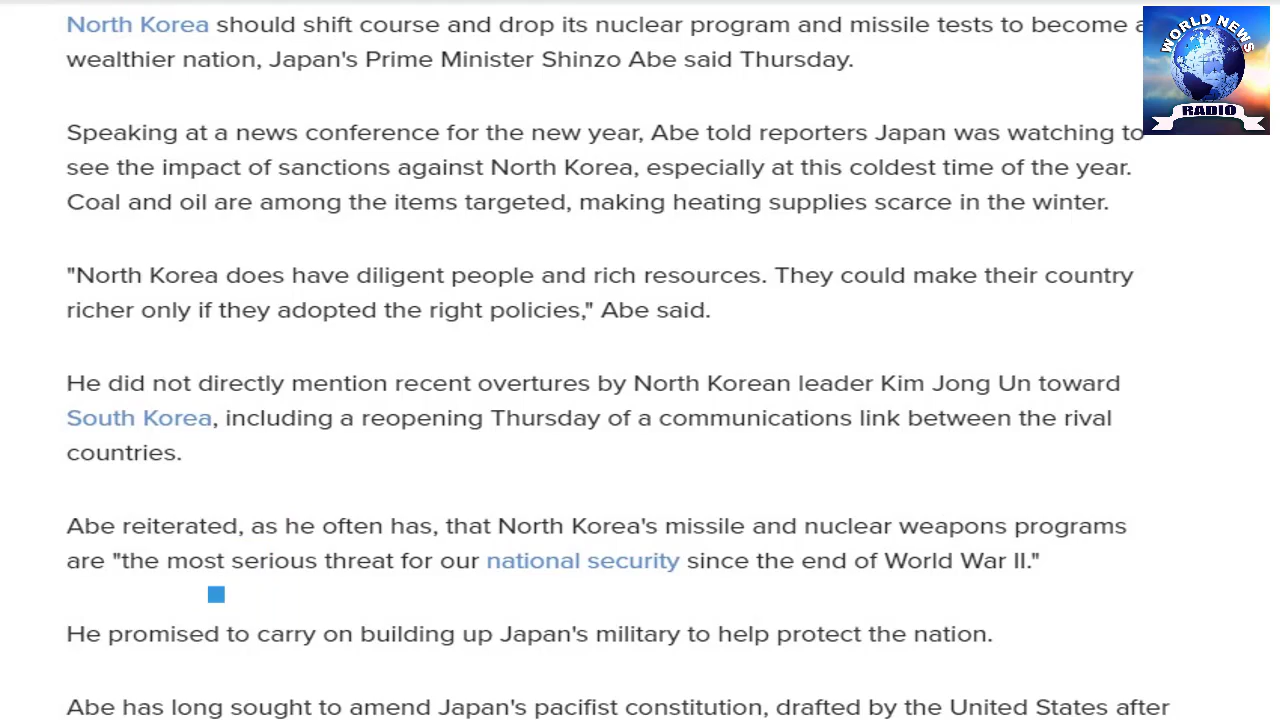 North Korea should shift course and drop its nuclear program and missile tests to become a
wealthier nation, Japan's Prime Minister Shinzo Abe said Thursday.
Speaking at a news conference for the new year, Abe told reporters Japan was watching to
see the impact of sanctions against North Korea, especially at this coldest time of the year.
Coal and oil are among the items targeted, making heating supplies scarce in the winter.
"North Korea does have diligent people and rich resources. They could make their country
richer only if they adopted the right policies," Abe said.
He did not directly mention recent overtures by North Korean leader Kim Jong Un toward
South Korea, including a reopening Thursday of a communications link between the rival
countries.
Abe reiterated, as he often has, that North Korea's missile and nuclear weapons programs
are "the most serious threat for our national security since the end of World War II."
He promised to carry on building up Japan's military to help protect the nation.
Abe has long sought to amend Japan's pacifist constitution, drafted by the United States after
WORLD NEWS
RADIO